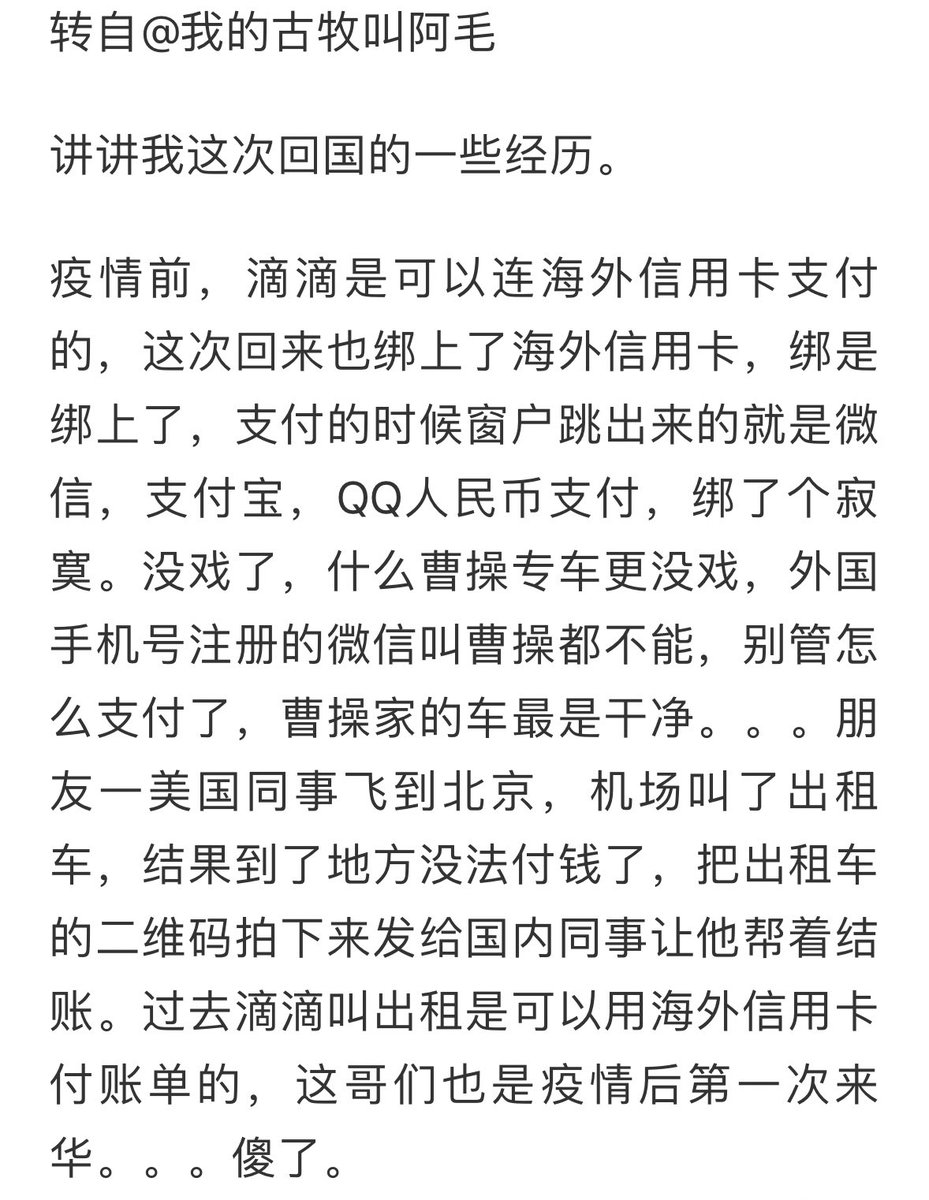 转自@我的古牧叫阿毛
讲讲我这次回国的一些经历。
疫情前，滴滴是可以连海外信用卡支付
的，这次回来也绑上了海外信用卡，绑是
绑上了，支付的时候窗户跳出来的就是微
信，支付宝，QQ人民币支付，绑了个寂
寞。没戏了，什么曹操专车更没戏，外国
手机号注册的微信叫曹操都不能，别管怎
么支付了，曹操家的车最是干净。。。朋
友一美国同事飞到北京，机场叫了出租
车，结果到了地方没法付钱了，把出租车
的二维码拍下来发给国内同事让他帮着结
账。过去滴滴叫出租是可以用海外信用卡
付账单的，这哥们也是疫情后第一次来
华。。。傻了。